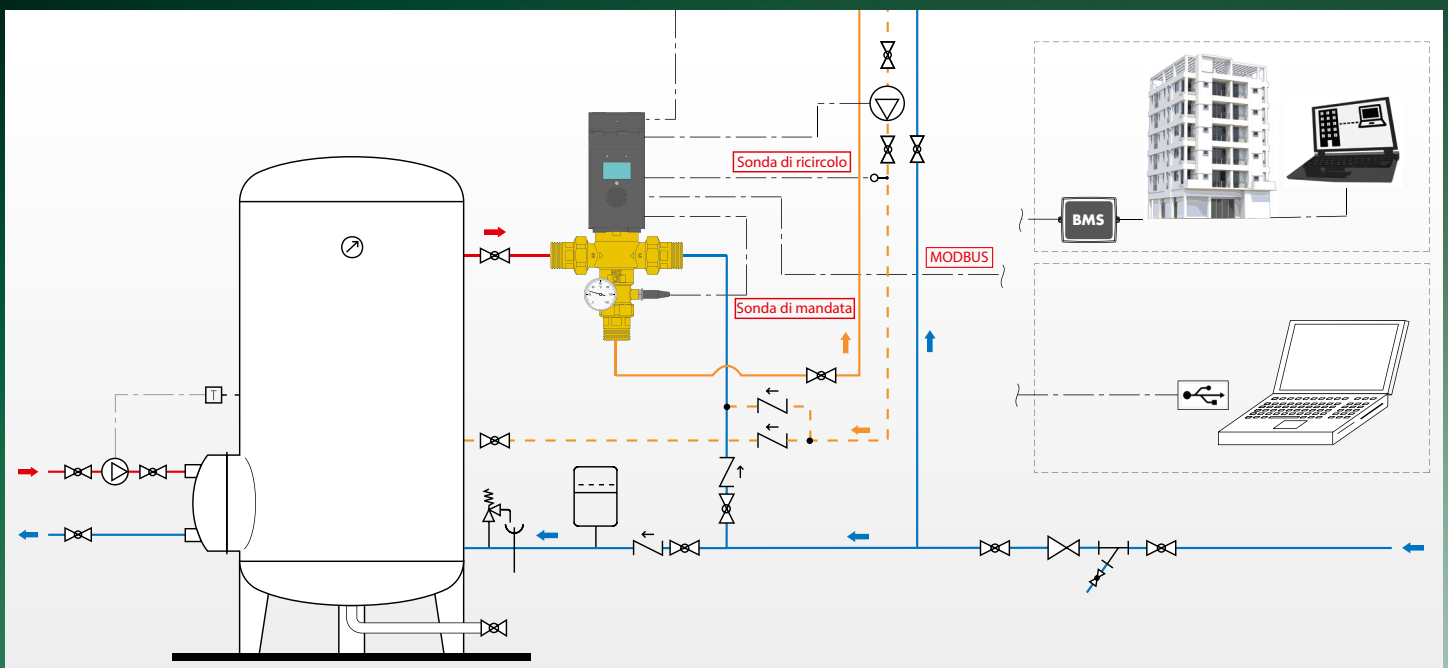 Sonda di ricircolo
BMS
MODBUS
Sonda di mandata
T